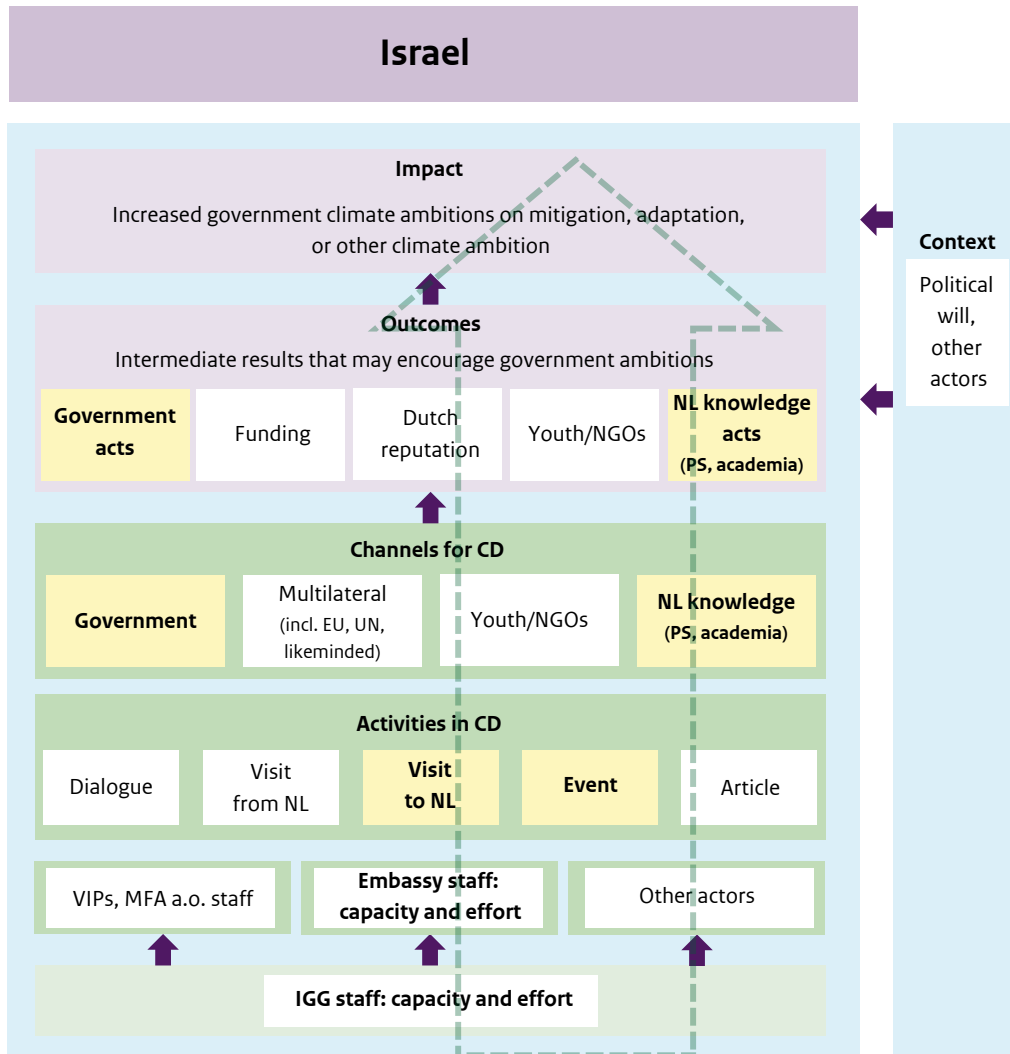 Israel
Impact
Increased government climate ambitions on mitigation, adaptation,
or other climate ambition
Outcomes
Intermediate results that may encourage government ambitions
Government
acts
Funding
Dutch
reputation
Youth/NGOs
NL knowledge
acts
(PS, academia)
Channels for CD
Government
Multilateral
(incl. EU, UN,
likeminded)
Youth/NGOs
NL knowledge
(PS, academia)
Activities in CD
Dialogue
Visit
from NL
Visit
to NL
Event
Article
VIPs, MFA a.o. staff
Embassy staff:
capacity and effort
Other actors
IGG staff: capacity and effort
Context
Political
will,
other
actors